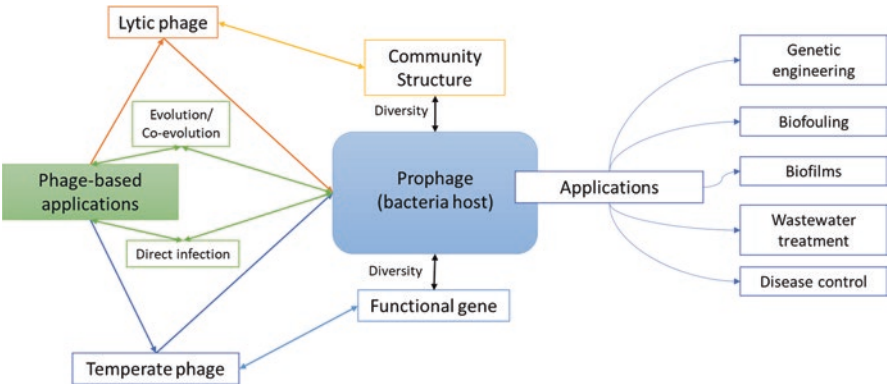 Lytic phage
Community
Structure
Genetic
engineering
Diversity
Evolution/
Co-evolution
Biofouling
Phage-based
applications
Prophage
(bacteria host)
Applications
Biofilms
Direct infection
Wastewater
treatment
Diversity
Disease control
Functional gene
Temperate phage